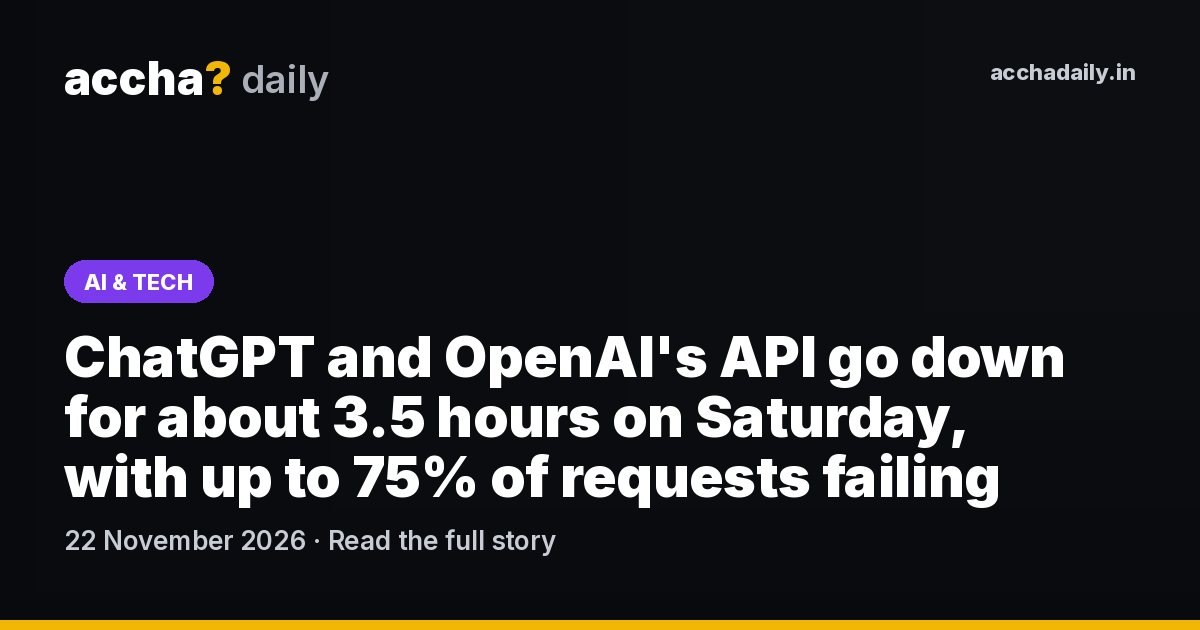 accha? daily
acchadaily.in
AI & TECH
ChatGPT and OpenAI's API go down
for about 3.5 hours on Saturday,
with up to 75% of requests failing
22 November 2026 · Read the full story